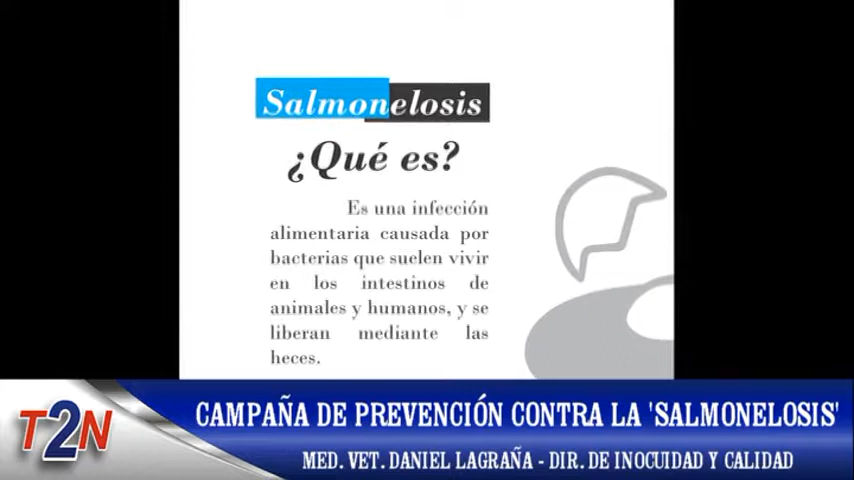 Salmonelosis
¿Qué es?
Es una infección
alimentaria causada por
bacterias que suelen vivir
en los intestinos de
animales y humanos, y se
liberan mediante las
heces.
T2N
CAMPAÑA DE PREVENCIÓN CONTRA LA 'SALMONELOSIS'
MED. VET. DANIEL LAGRAÑA - DIR. DE INOCUIDAD Y CALIDAD